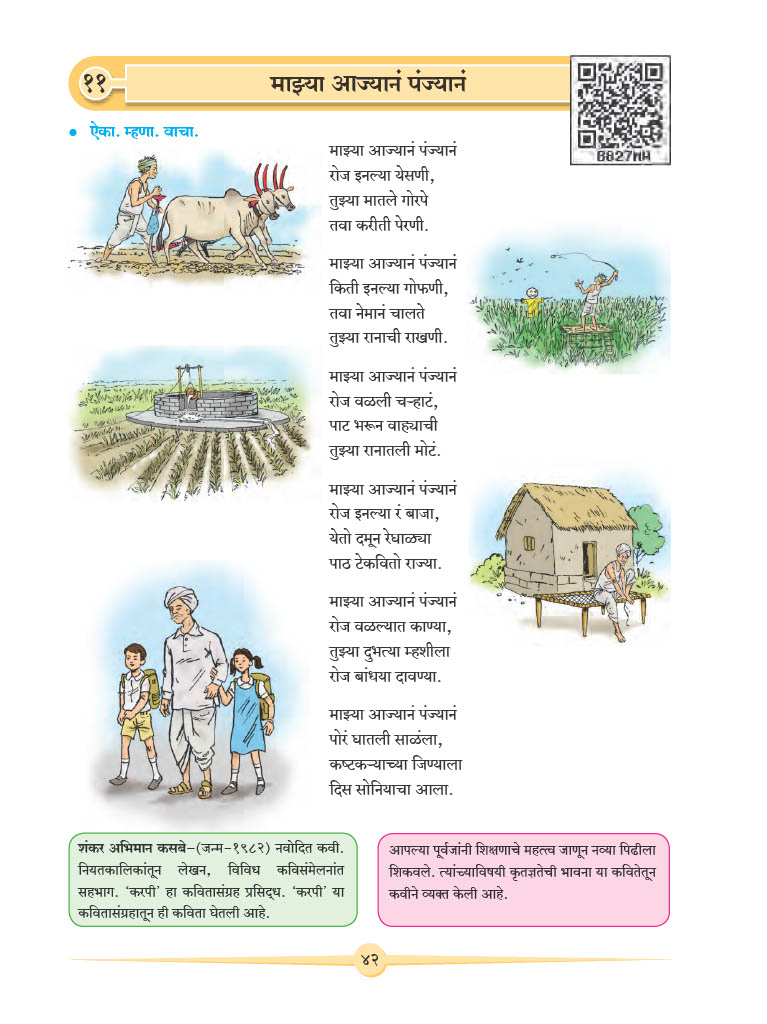 ११
माझ्या आज्यानं पंज्यानं
B827MA
ऐका. म्हणा. वाचा.
माझ्या आज्यानं पंज्यानं
रोज इनल्या येसणी,
तुझ्या मातले गोरपे
तवा करीती पेरणी.
माझ्या आज्यानं पंज्यानं
किती इनल्या गोफणी,
तवा नेमानं चालते
तुझ्या रानाची राखणी.
माझ्या आज्यानं पंज्यानं
रोज वळली चऱ्हाटं,
पाट भरून वाह्याची
तुझ्या रानातली मोटं.
माझ्या आज्यानं पंज्यानं
रोज इनल्या रं बाजा,
येतो दमून रेघाळ्या
पाठ टेकवितो राज्या.
माझ्या आज्यानं पंज्यानं
रोज वळल्यात काण्या,
तुझ्या दुभत्या म्हशीला
रोज बांधया दावण्या.
माझ्या आज्यानं पंज्यानं
पोरं घातली साळंला,
कष्टकऱ्याच्या जिण्याला
दिस सोनियाचा आला.
शंकर अभिमान कसबे–(जन्म–१९८२) नवोदित कवी.
नियतकालिकांतून लेखन, विविध कविसंमेलनांत
सहभाग. ‘करपी’ हा कवितासंग्रह प्रसिद्ध. ‘करपी’ या
कवितासंग्रहातून ही कविता घेतली आहे.
आपल्या पूर्वजांनी शिक्षणाचे महत्त्व जाणून नव्या पिढीला
शिकवले. त्यांच्याविषयी कृतज्ञतेची भावना या कवितेतून
कवीने व्यक्त केली आहे.
४२